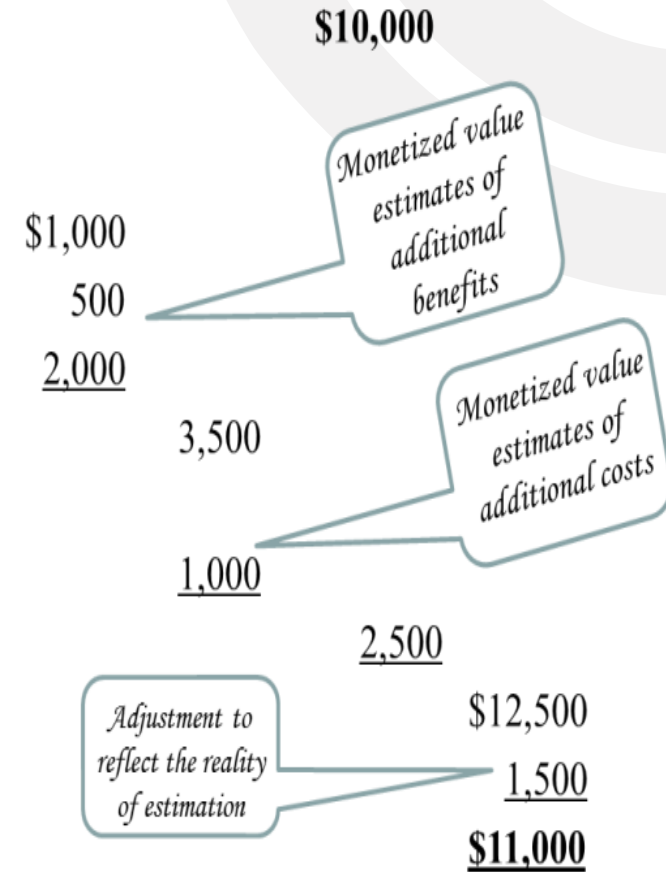 $10,000
Monetized value
estimates of
additional
benefits
$1,000
500
2,000
3,500
Monetized value
estimates of
additional costs
1,000
2,500
$12,500
Adjustment to
reflect the reality
of estimation
1,500
$11,000